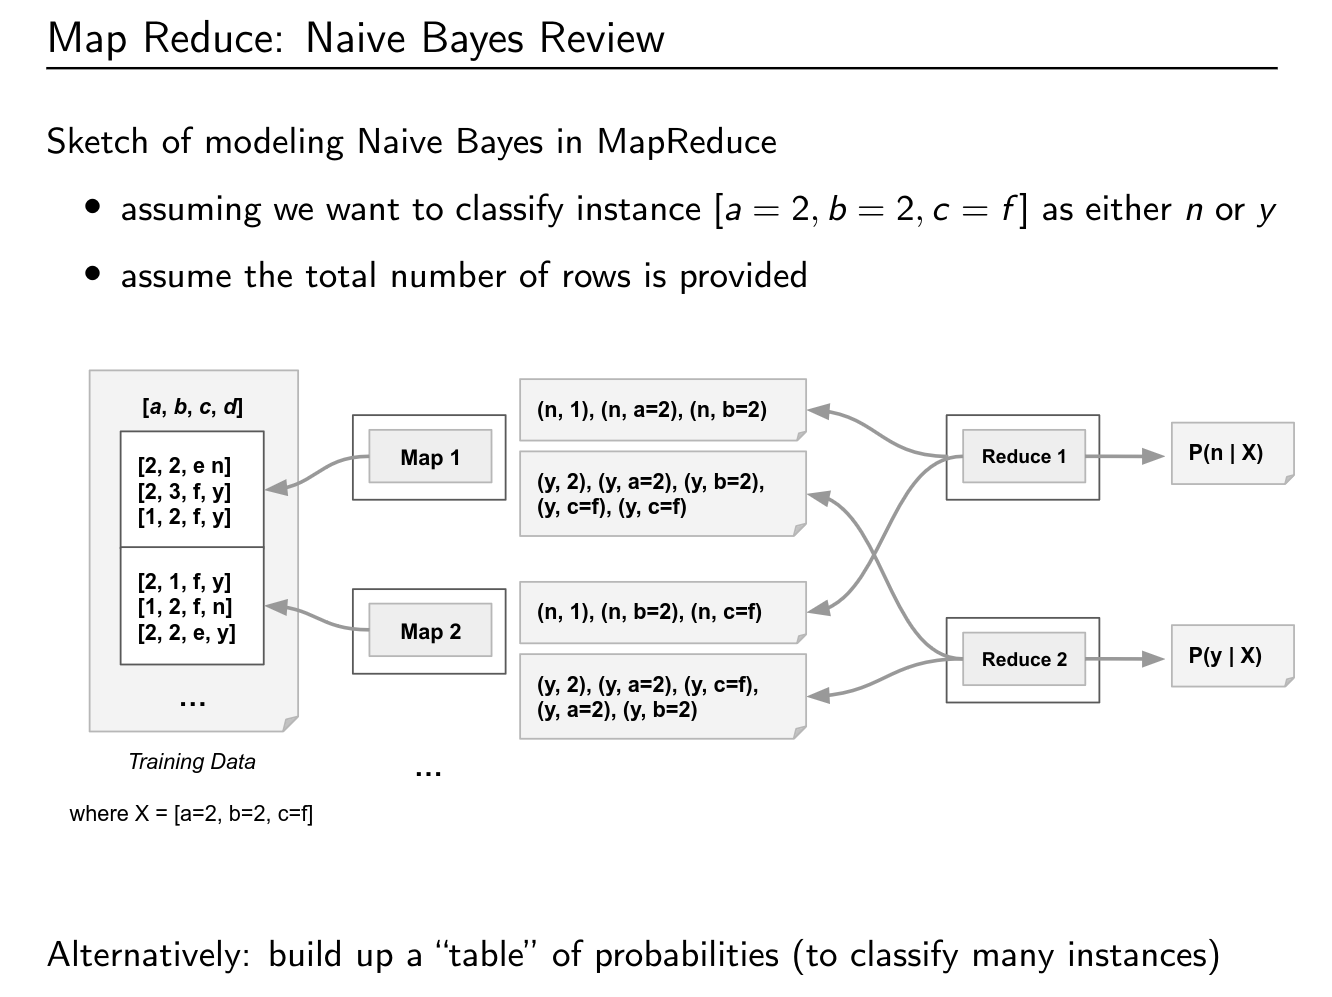 Map Reduce: Naive Bayes Review
Sketch of modeling Naive Bayes in MapReduce
• assuming we want to classify instance [a = 2, b = 2, c = f] as either n or y
• assume the total number of rows is provided
[a, b, c, d]
[2, 2, e n]
[2, 3, f, y]
[1, 2, f, y]
[2, 1, f, y]
[1, 2, f, n]
[2, 2, e, y]
...
Training Data
where X = [a=2, b=2, c=f]
Map 1
Map 2
...
(n, 1), (n, a=2), (n, b=2)
(y, 2), (y, a=2), (y, b=2),
(y, c=f), (y, c=f)
(n, 1), (n, b=2), (n, c=f)
(y, 2), (y, a=2), (y, c=f),
(y, a=2), (y, b=2)
Reduce 1
Reduce 2
P(n | X)
P(y | X)
Alternatively: build up a “table” of probabilities (to classify many instances)